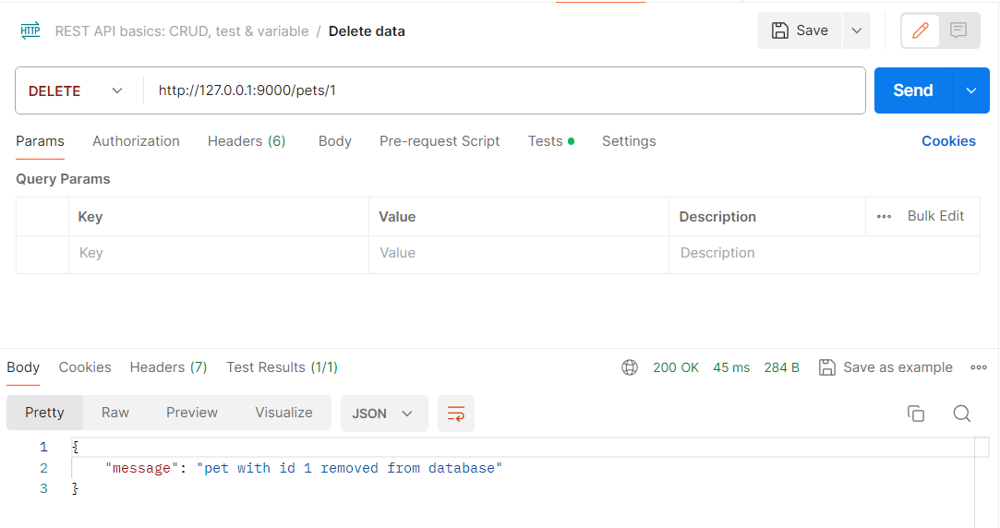 HTTP REST API basics: CRUD, test & variable / Delete data Save
DELETE http://127.0.0.1:9000/pets/1 Send
Params Authorization Headers (6) Body Pre-request Script Tests Settings Cookies
Query Params
Key Value Description Bulk Edit
Key Value Description
Body Cookies Headers (7) Test Results (1/1) 200 OK 45 ms 284 B Save as example
Pretty Raw Preview Visualize JSON
1 {
2 "message": "pet with id 1 removed from database"
3 }